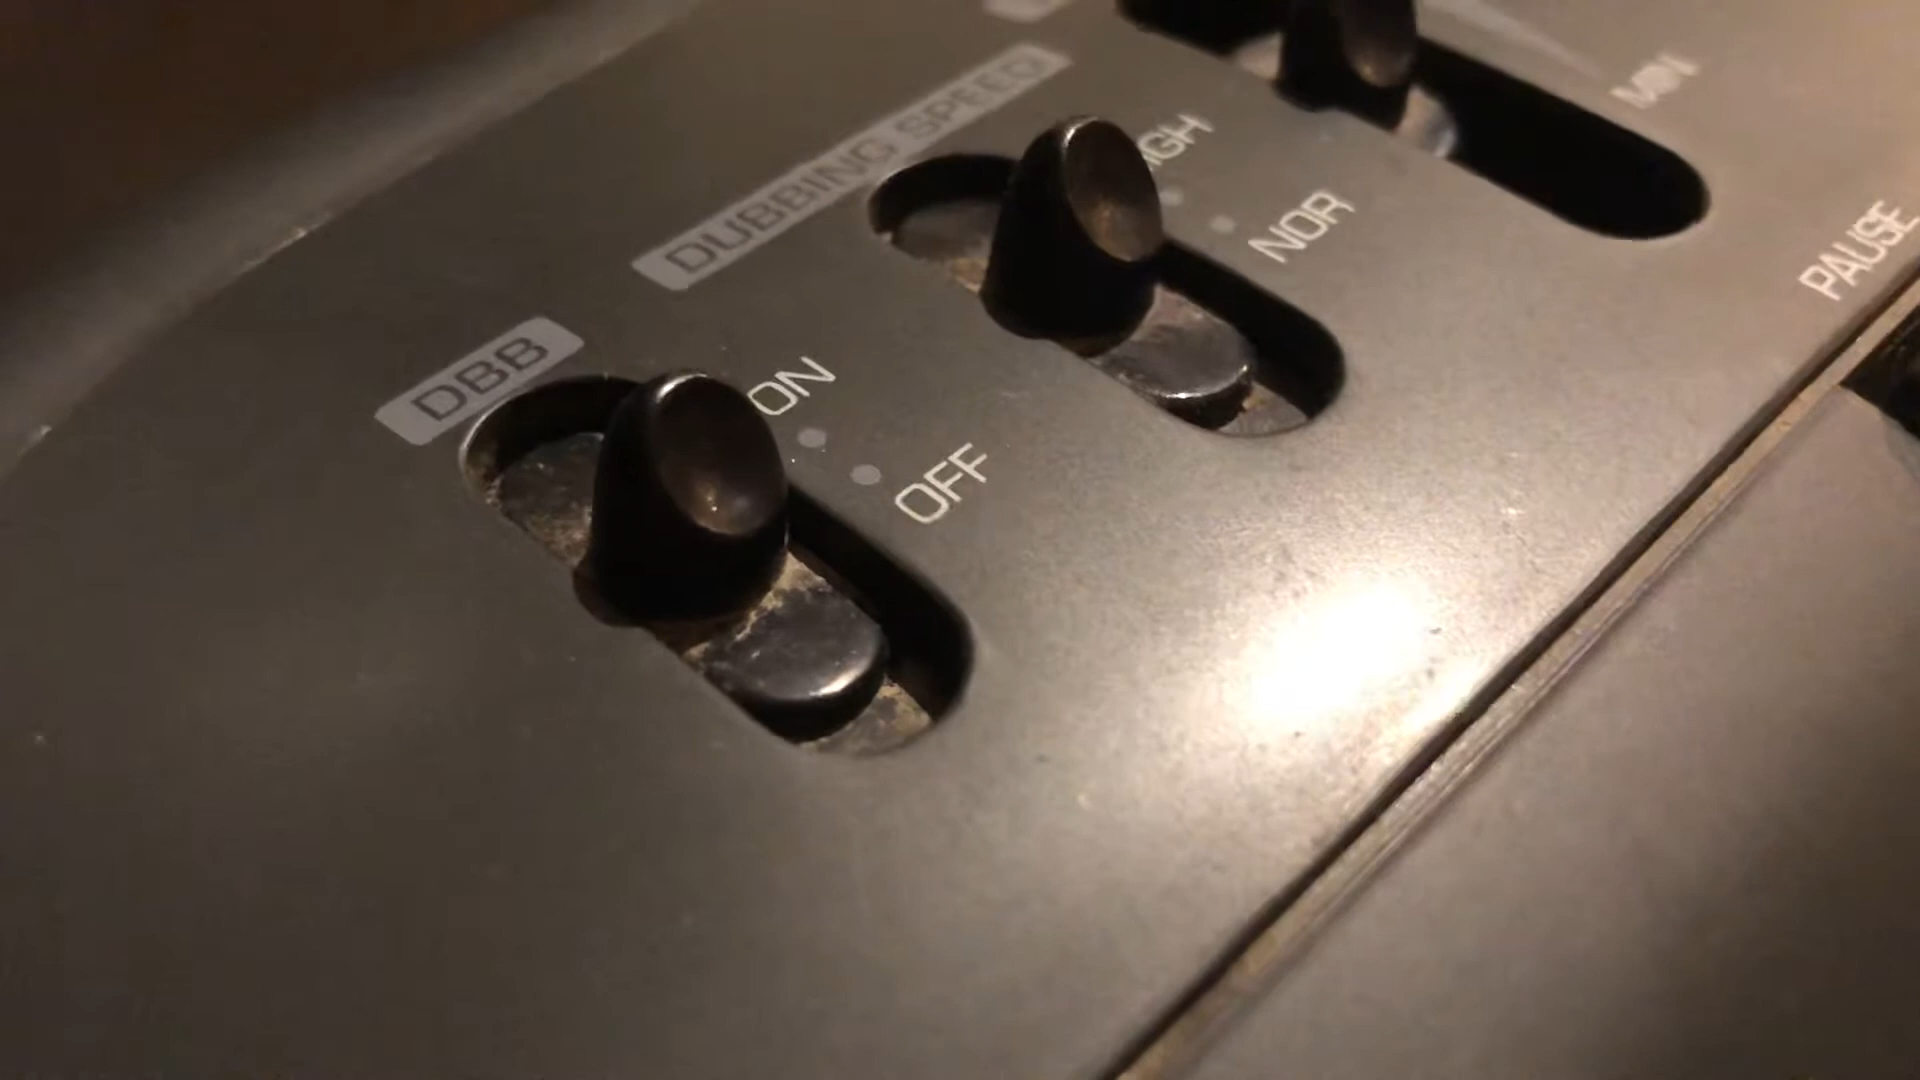 DUBBING SPEED
NOR
DBB
ON
OFF
PAUSE